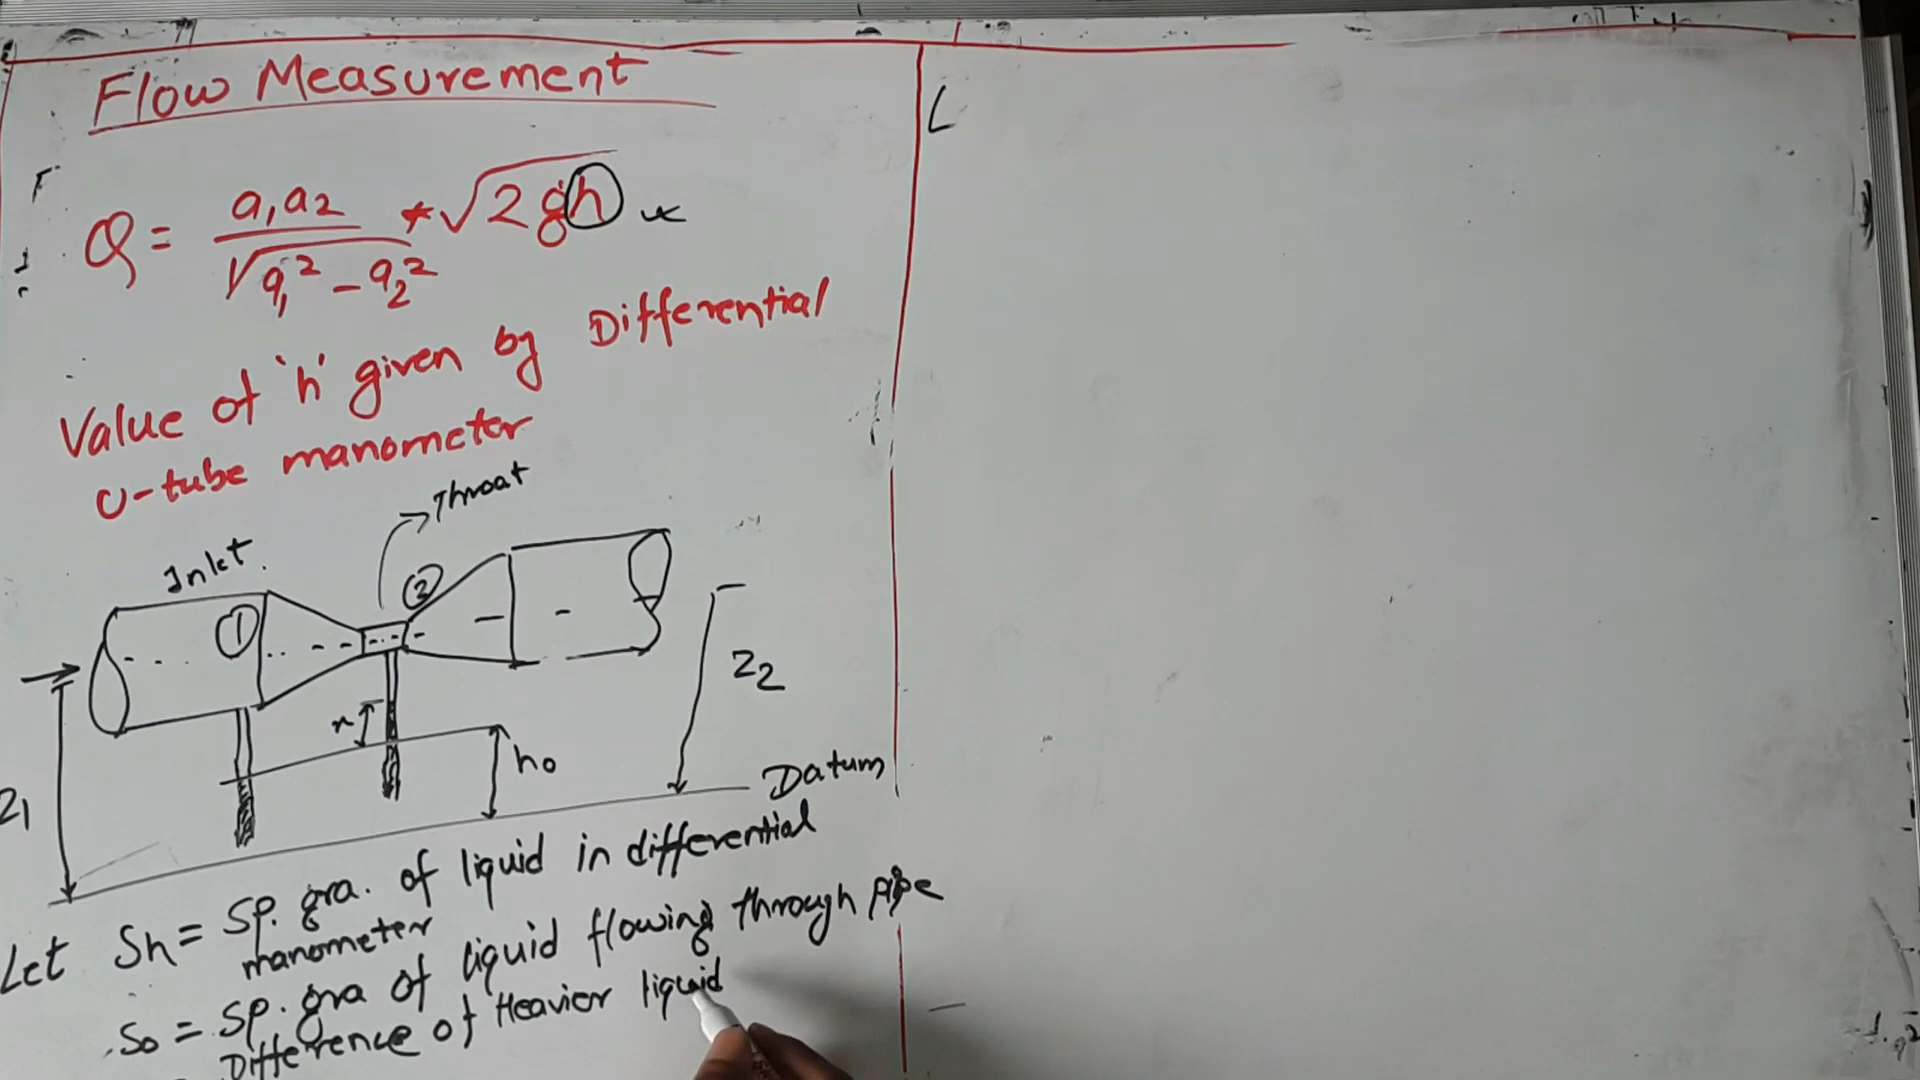 Flow Measurement
Q = a₁a₂ / √(a₁² - a₂²) * √2gh
Value of 'h' given by Differential
U-tube manometer
Throat
Inlet.
① ②
x
h₀
Z₂
Z₁
Datum
Let Sh = SP. gra. of liquid in differential
manometer
S₀ = SP. gra of liquid flowing through pipe
Difference of Heavier liquid